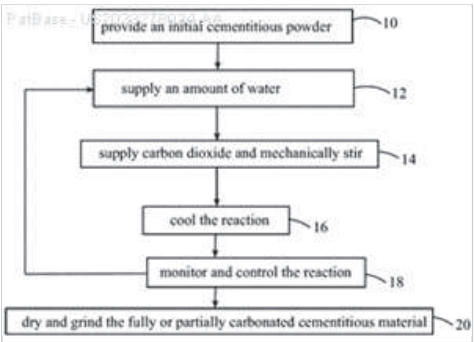 provide an initial cementitious powder 10
supply an amount of water 12
supply carbon dioxide and mechanically stir 14
cool the reaction 16
monitor and control the reaction 18
dry and grind the fully or partially carbonated cementitious material 20